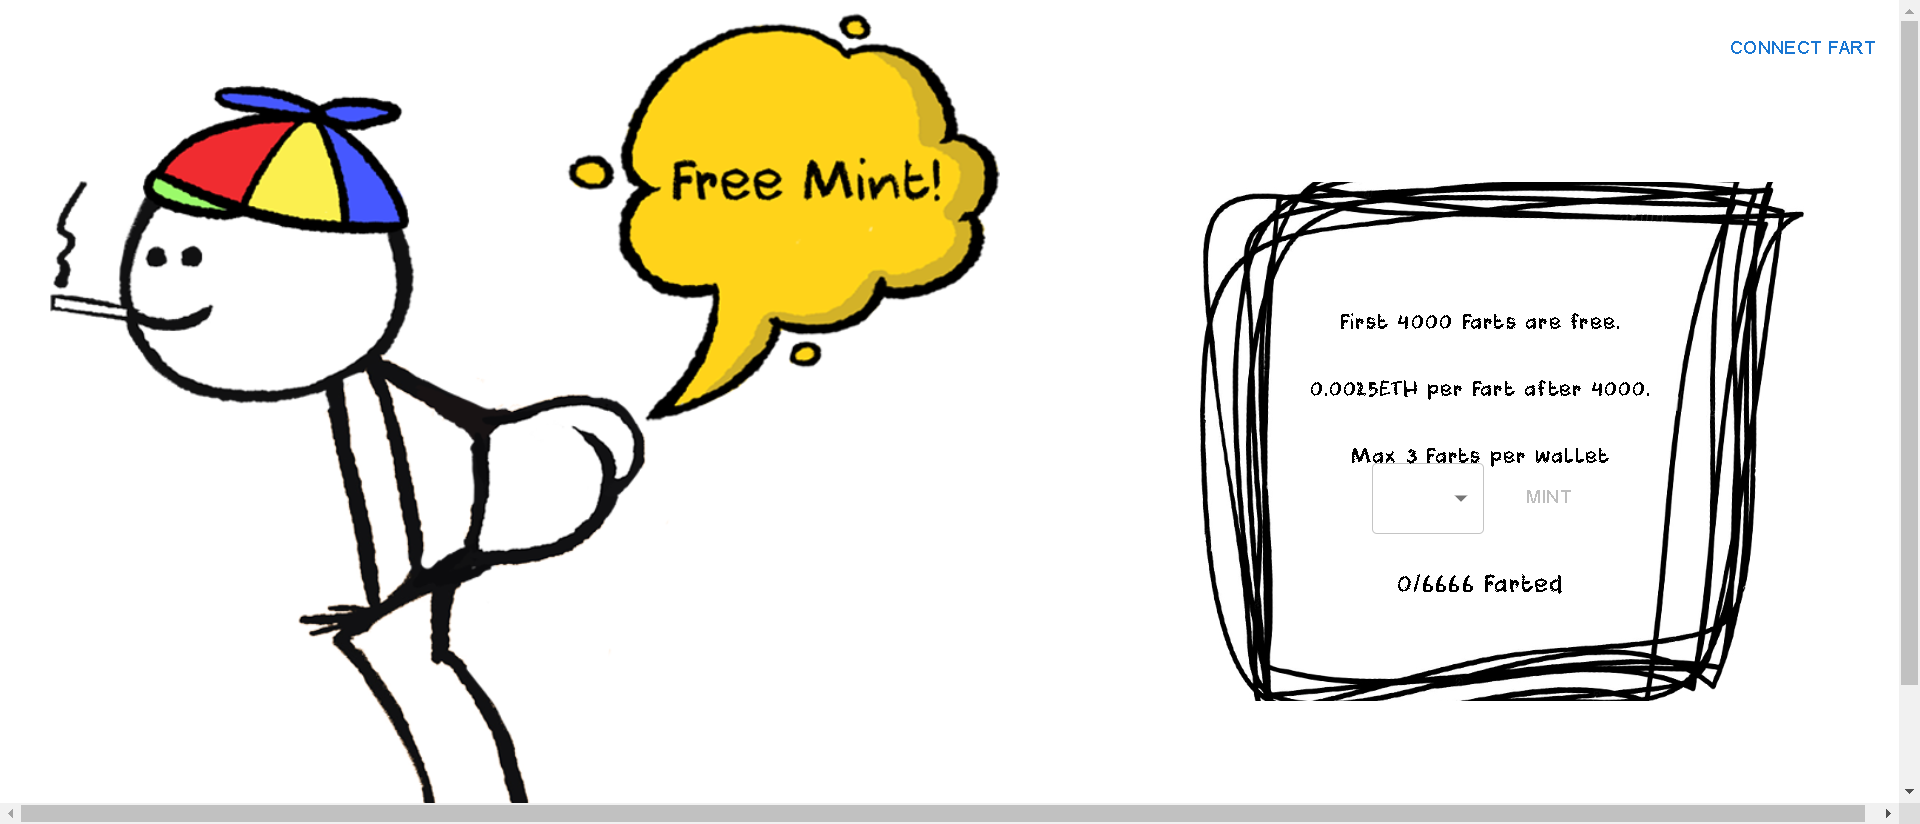 CONNECT FART
Free Mint!
First 4000 Farts are free.
0.0025ETH per Fart after 4000.
Max 3 Farts per wallet
MINT
0/6666 Farted